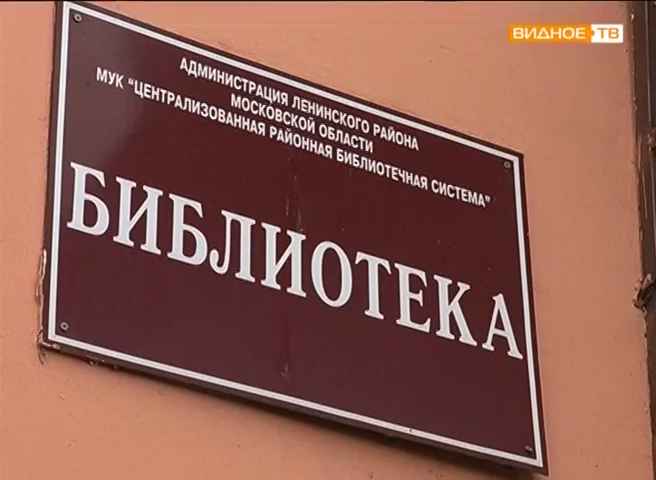 ВИДНОЕ ТВ
АДМИНИСТРАЦИЯ ЛЕНИНСКОГО РАЙОНА
МОСКОВСКОЙ ОБЛАСТИ
МУК "ЦЕНТРАЛИЗОВАННАЯ РАЙОННАЯ БИБЛИОТЕЧНАЯ СИСТЕМА"
БИБЛИОТЕКА